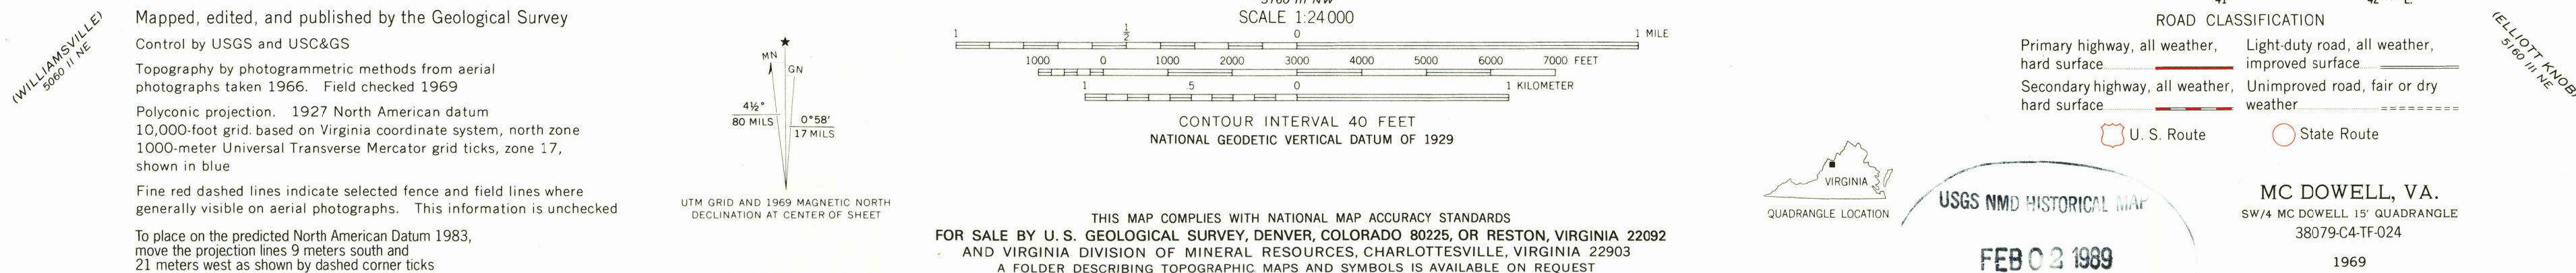 (WILLIAMSVILLE)
5060 II NE
Mapped, edited, and published by the Geological Survey
Control by USGS and USC&GS
Topography by photogrammetric methods from aerial
photographs taken 1966. Field checked 1969
Polyconic projection. 1927 North American datum
10,000-foot grid based on Virginia coordinate system, north zone
1000-meter Universal Transverse Mercator grid ticks, zone 17,
shown in blue
Fine red dashed lines indicate selected fence and field lines where
generally visible on aerial photographs. This information is unchecked
To place on the predicted North American Datum 1983,
move the projection lines 9 meters south and
21 meters west as shown by dashed corner ticks
MN
GN
4½°
80 MILS
0°58′
17 MILS
UTM GRID AND 1969 MAGNETIC NORTH
DECLINATION AT CENTER OF SHEET
SCALE 1:24 000
1 ½ 0 1 MILE
1000 0 1000 2000 3000 4000 5000 6000 7000 FEET
1 .5 0 1 KILOMETER
CONTOUR INTERVAL 40 FEET
NATIONAL GEODETIC VERTICAL DATUM OF 1929
THIS MAP COMPLIES WITH NATIONAL MAP ACCURACY STANDARDS
FOR SALE BY U. S. GEOLOGICAL SURVEY, DENVER, COLORADO 80225, OR RESTON, VIRGINIA 22092
AND VIRGINIA DIVISION OF MINERAL RESOURCES, CHARLOTTESVILLE, VIRGINIA 22903
A FOLDER DESCRIBING TOPOGRAPHIC MAPS AND SYMBOLS IS AVAILABLE ON REQUEST
ROAD CLASSIFICATION
Primary highway, all weather,
hard surface
Light-duty road, all weather,
improved surface
Secondary highway, all weather,
hard surface
Unimproved road, fair or dry
weather
U. S. Route
State Route
VIRGINIA
QUADRANGLE LOCATION
USGS NMD HISTORICAL MAP
FEB 02 1989
(ELLIOTT KNOB)
5160 III NE
MC DOWELL, VA.
SW/4 MC DOWELL 15′ QUADRANGLE
38079-C4-TF-024
1969